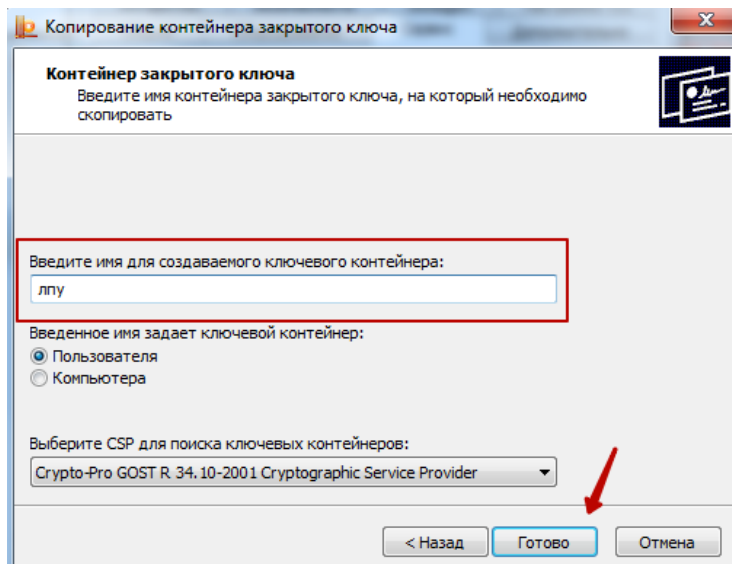 Копирование контейнера закрытого ключа
Контейнер закрытого ключа
Введите имя контейнера закрытого ключа, на который необходимо
скопировать
Введите имя для создаваемого ключевого контейнера:
лпу
Введенное имя задает ключевой контейнер:
Пользователя
Компьютера
Выберите CSP для поиска ключевых контейнеров:
Crypto-Pro GOST R 34.10-2001 Cryptographic Service Provider
< Назад
Готово
Отмена